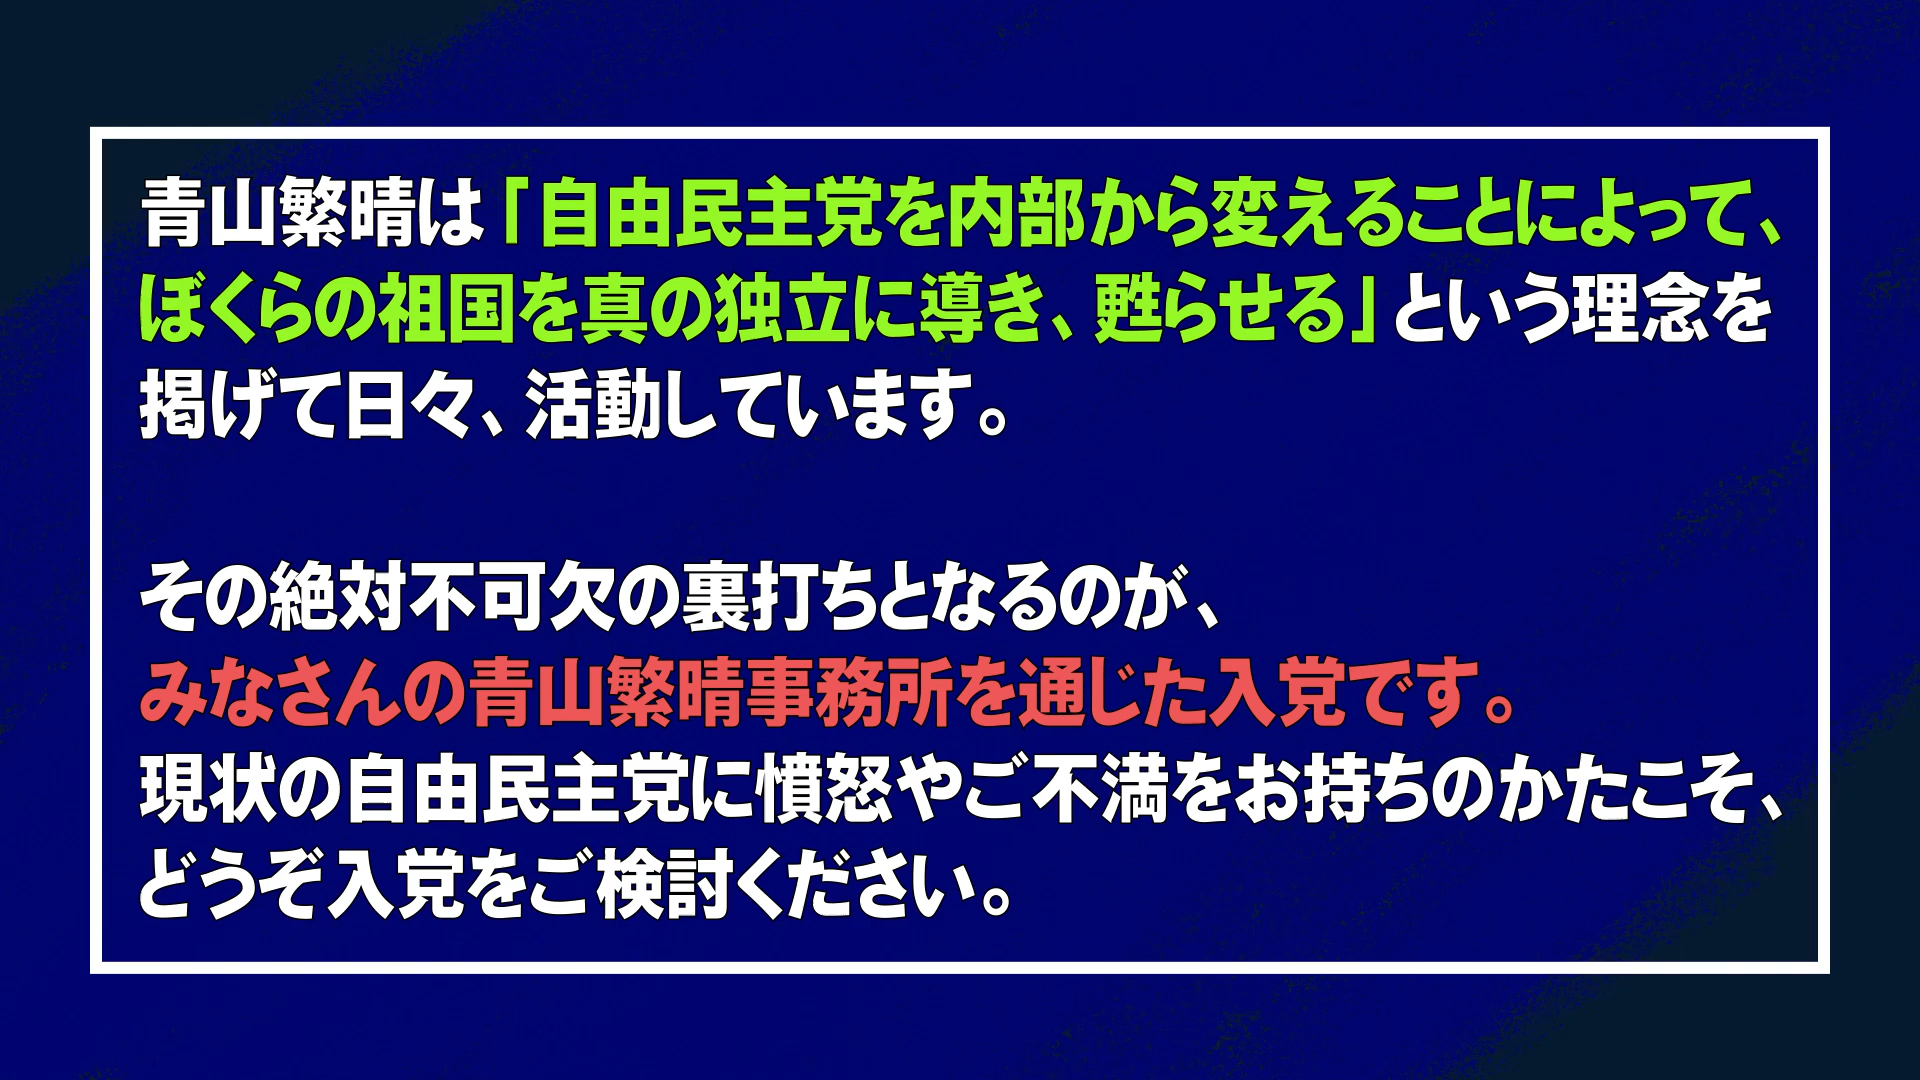 青山繁晴は「自由民主党を内部から変えることによって、
ぼくらの祖国を真の独立に導き、甦らせる」という理念を
掲げて日々、活動しています。
その絶対不可欠の裏打ちとなるのが、
みなさんの青山繁晴事務所を通じた入党です。
現状の自由民主党に憤怒やご不満をお持ちのかたこそ、
どうぞ入党をご検討ください。